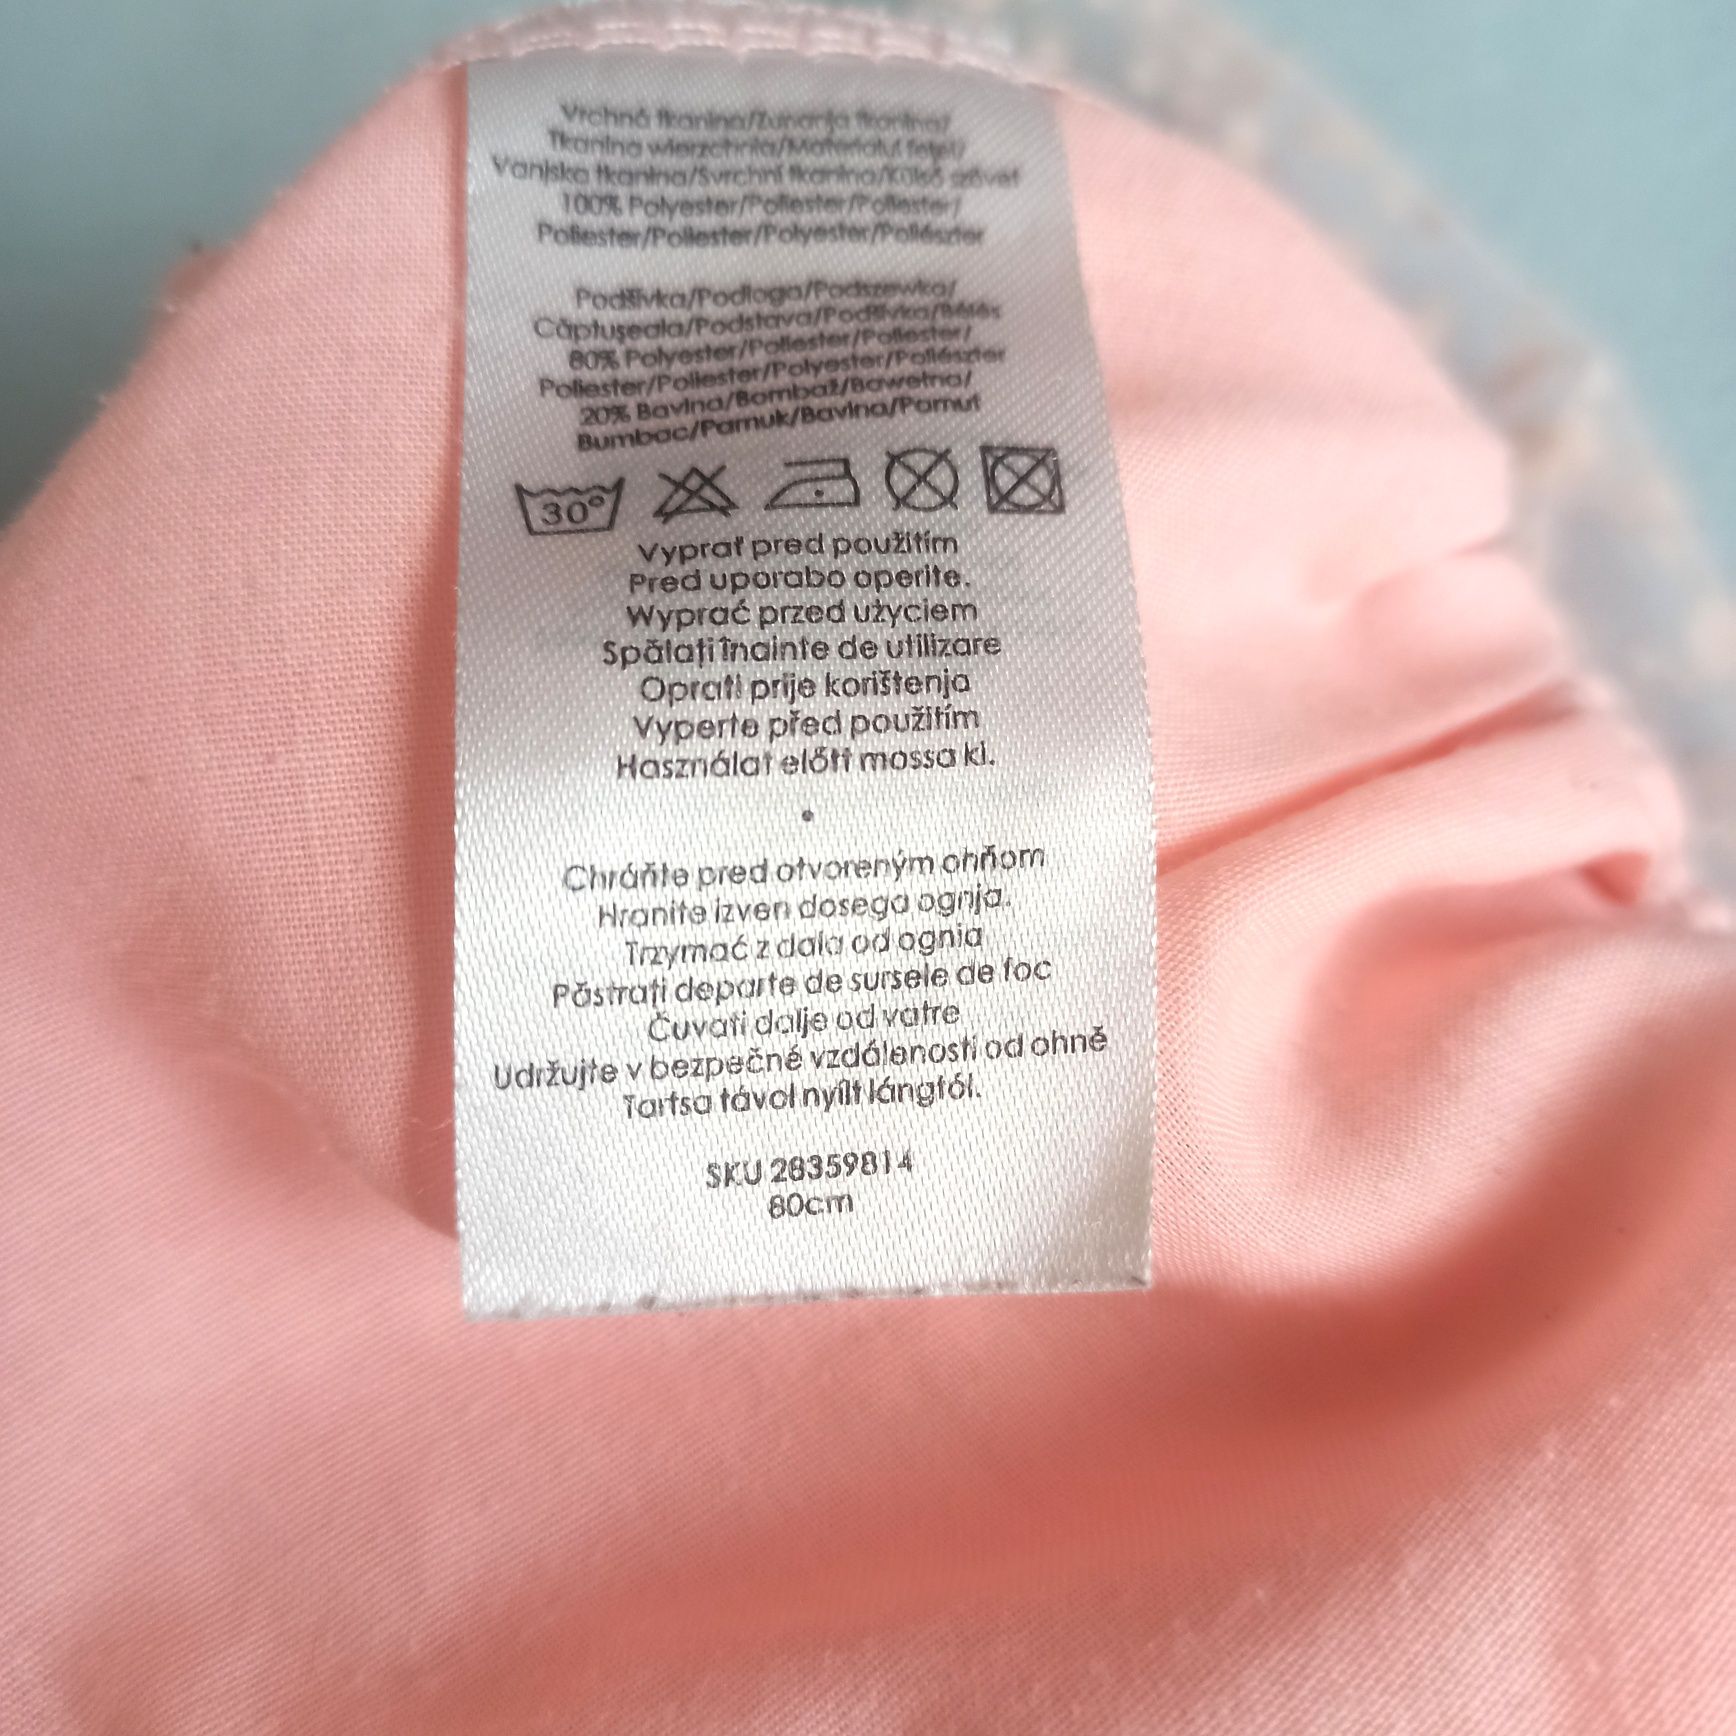 Vrchná tkanina/Zunanja tkanina/
Tkanina wierzchnia/Materialul feței/
Vanjska tkanina/Svrchní tkanina/Külső szövet
100% Polyester/Poliester/Poliester/
Poliester/Poliester/Polyester/Poliészter
Podšívka/Podloga/Podszewka/
Căptușeala/Podstava/Podšívka/Bélés
80% Polyester/Poliester/Poliester/
Poliester/Poliester/Polyester/Poliészter
20% Bavlna/Bombaž/Bawełna/
Bumbac/Pamuk/Bavlna/Pamut
30°
Vyprať pred použitím
Pred uporabo operite.
Wyprać przed użyciem
Spălați înainte de utilizare
Oprati prije korištenja
Vyperte před použitím
Használat előtt mossa ki.
Chráňte pred otvoreným ohňom
Hranite izven dosega ognja.
Trzymać z dala od ognia
Păstrați departe de sursele de foc
Čuvati dalje od vatre
Udržujte v bezpečné vzdálenosti od ohně
Tartsa távol nyílt lángtól.
SKU 28359814
80cm